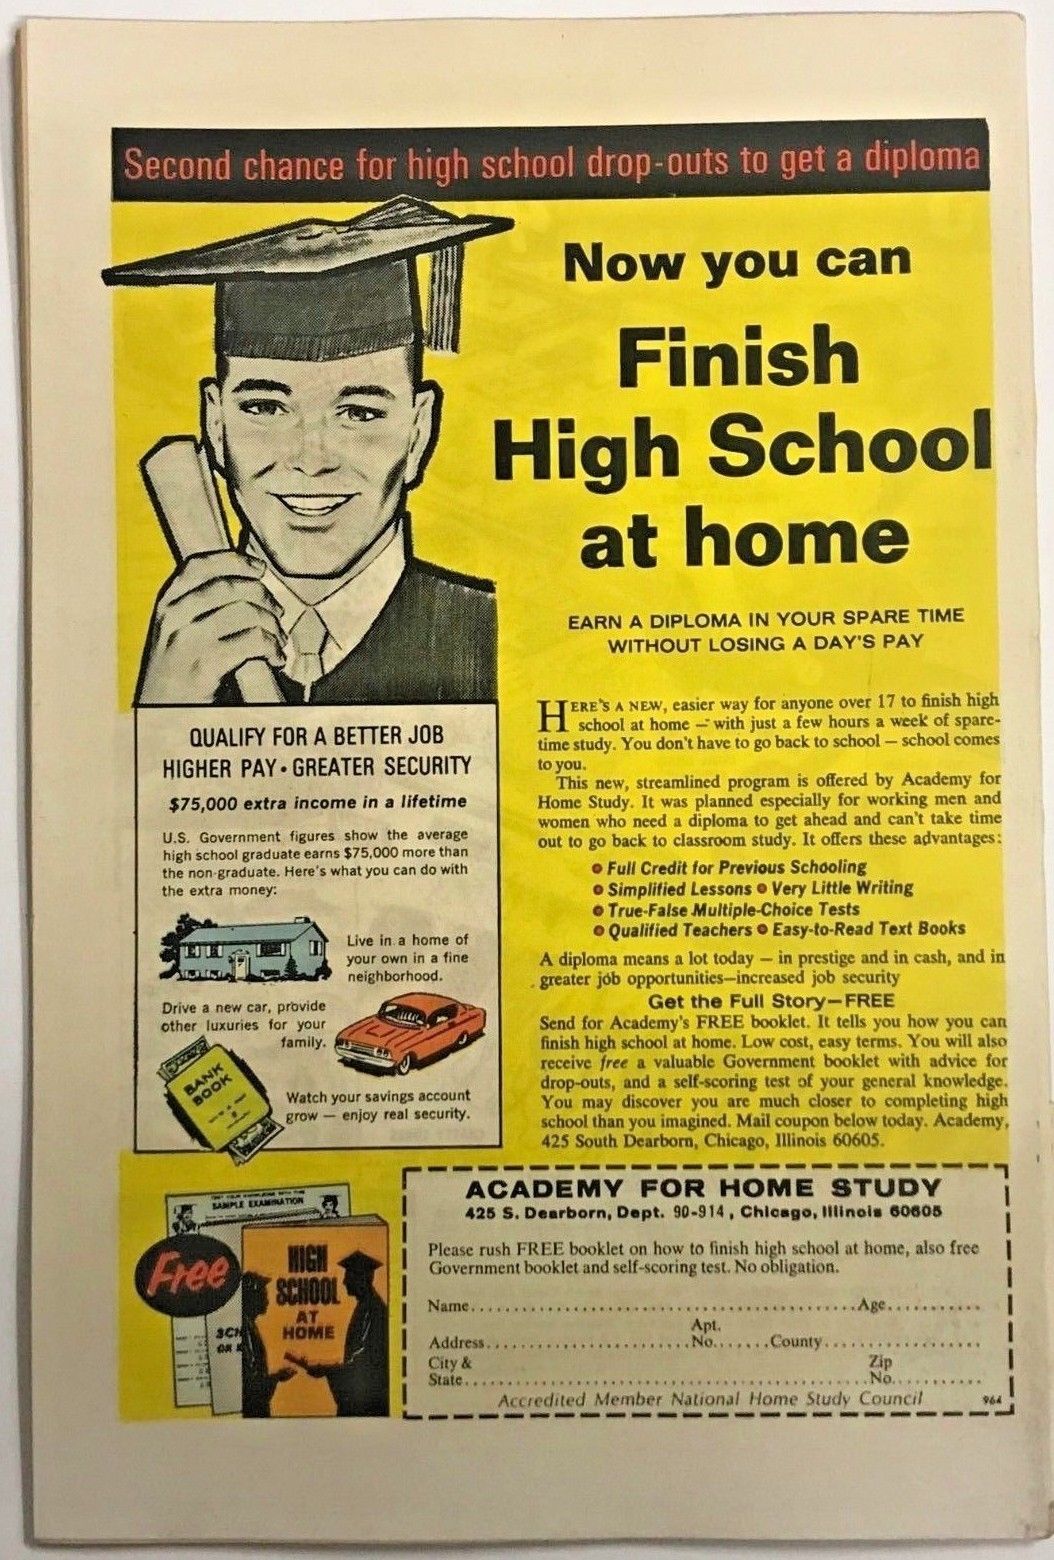 Second chance for high school drop-outs to get a diploma
Now you can
Finish
High School
at home
EARN A DIPLOMA IN YOUR SPARE TIME
WITHOUT LOSING A DAY'S PAY
QUALIFY FOR A BETTER JOB
HIGHER PAY • GREATER SECURITY
$75,000 extra income in a lifetime
U.S. Government figures show the average
high school graduate earns $75,000 more than
the non-graduate. Here's what you can do with
the extra money:
Live in a home of
your own in a fine
neighborhood.
Drive a new car, provide
other luxuries for your
family.
BANK
BOOK
Watch your savings account
grow — enjoy real security.
HERE'S A NEW, easier way for anyone over 17 to finish high
school at home — with just a few hours a week of spare-
time study. You don't have to go back to school — school comes
to you.
This new, streamlined program is offered by Academy for
Home Study. It was planned especially for working men and
women who need a diploma to get ahead and can't take time
out to go back to classroom study. It offers these advantages:
• Full Credit for Previous Schooling
• Simplified Lessons • Very Little Writing
• True-False Multiple-Choice Tests
• Qualified Teachers • Easy-to-Read Text Books
A diploma means a lot today — in prestige and in cash, and in
greater job opportunities—increased job security
Get the Full Story—FREE
Send for Academy's FREE booklet. It tells you how you can
finish high school at home. Low cost, easy terms. You will also
receive free a valuable Government booklet with advice for
drop-outs, and a self-scoring test of your general knowledge.
You may discover you are much closer to completing high
school than you imagined. Mail coupon below today. Academy,
425 South Dearborn, Chicago, Illinois 60605.
TEST YOUR KNOWLEDGE WITH THIS
SAMPLE EXAMINATION
Free
SCH
OR
HIGH
SCHOOL
AT
HOME
ACADEMY FOR HOME STUDY
425 S. Dearborn, Dept. 90-914, Chicago, Illinois 60605
Please rush FREE booklet on how to finish high school at home, also free
Government booklet and self-scoring test. No obligation.
Name..........Age..........
Apt.
Address..........No.......County..........
City & Zip
State..........No..........
Accredited Member National Home Study Council 964